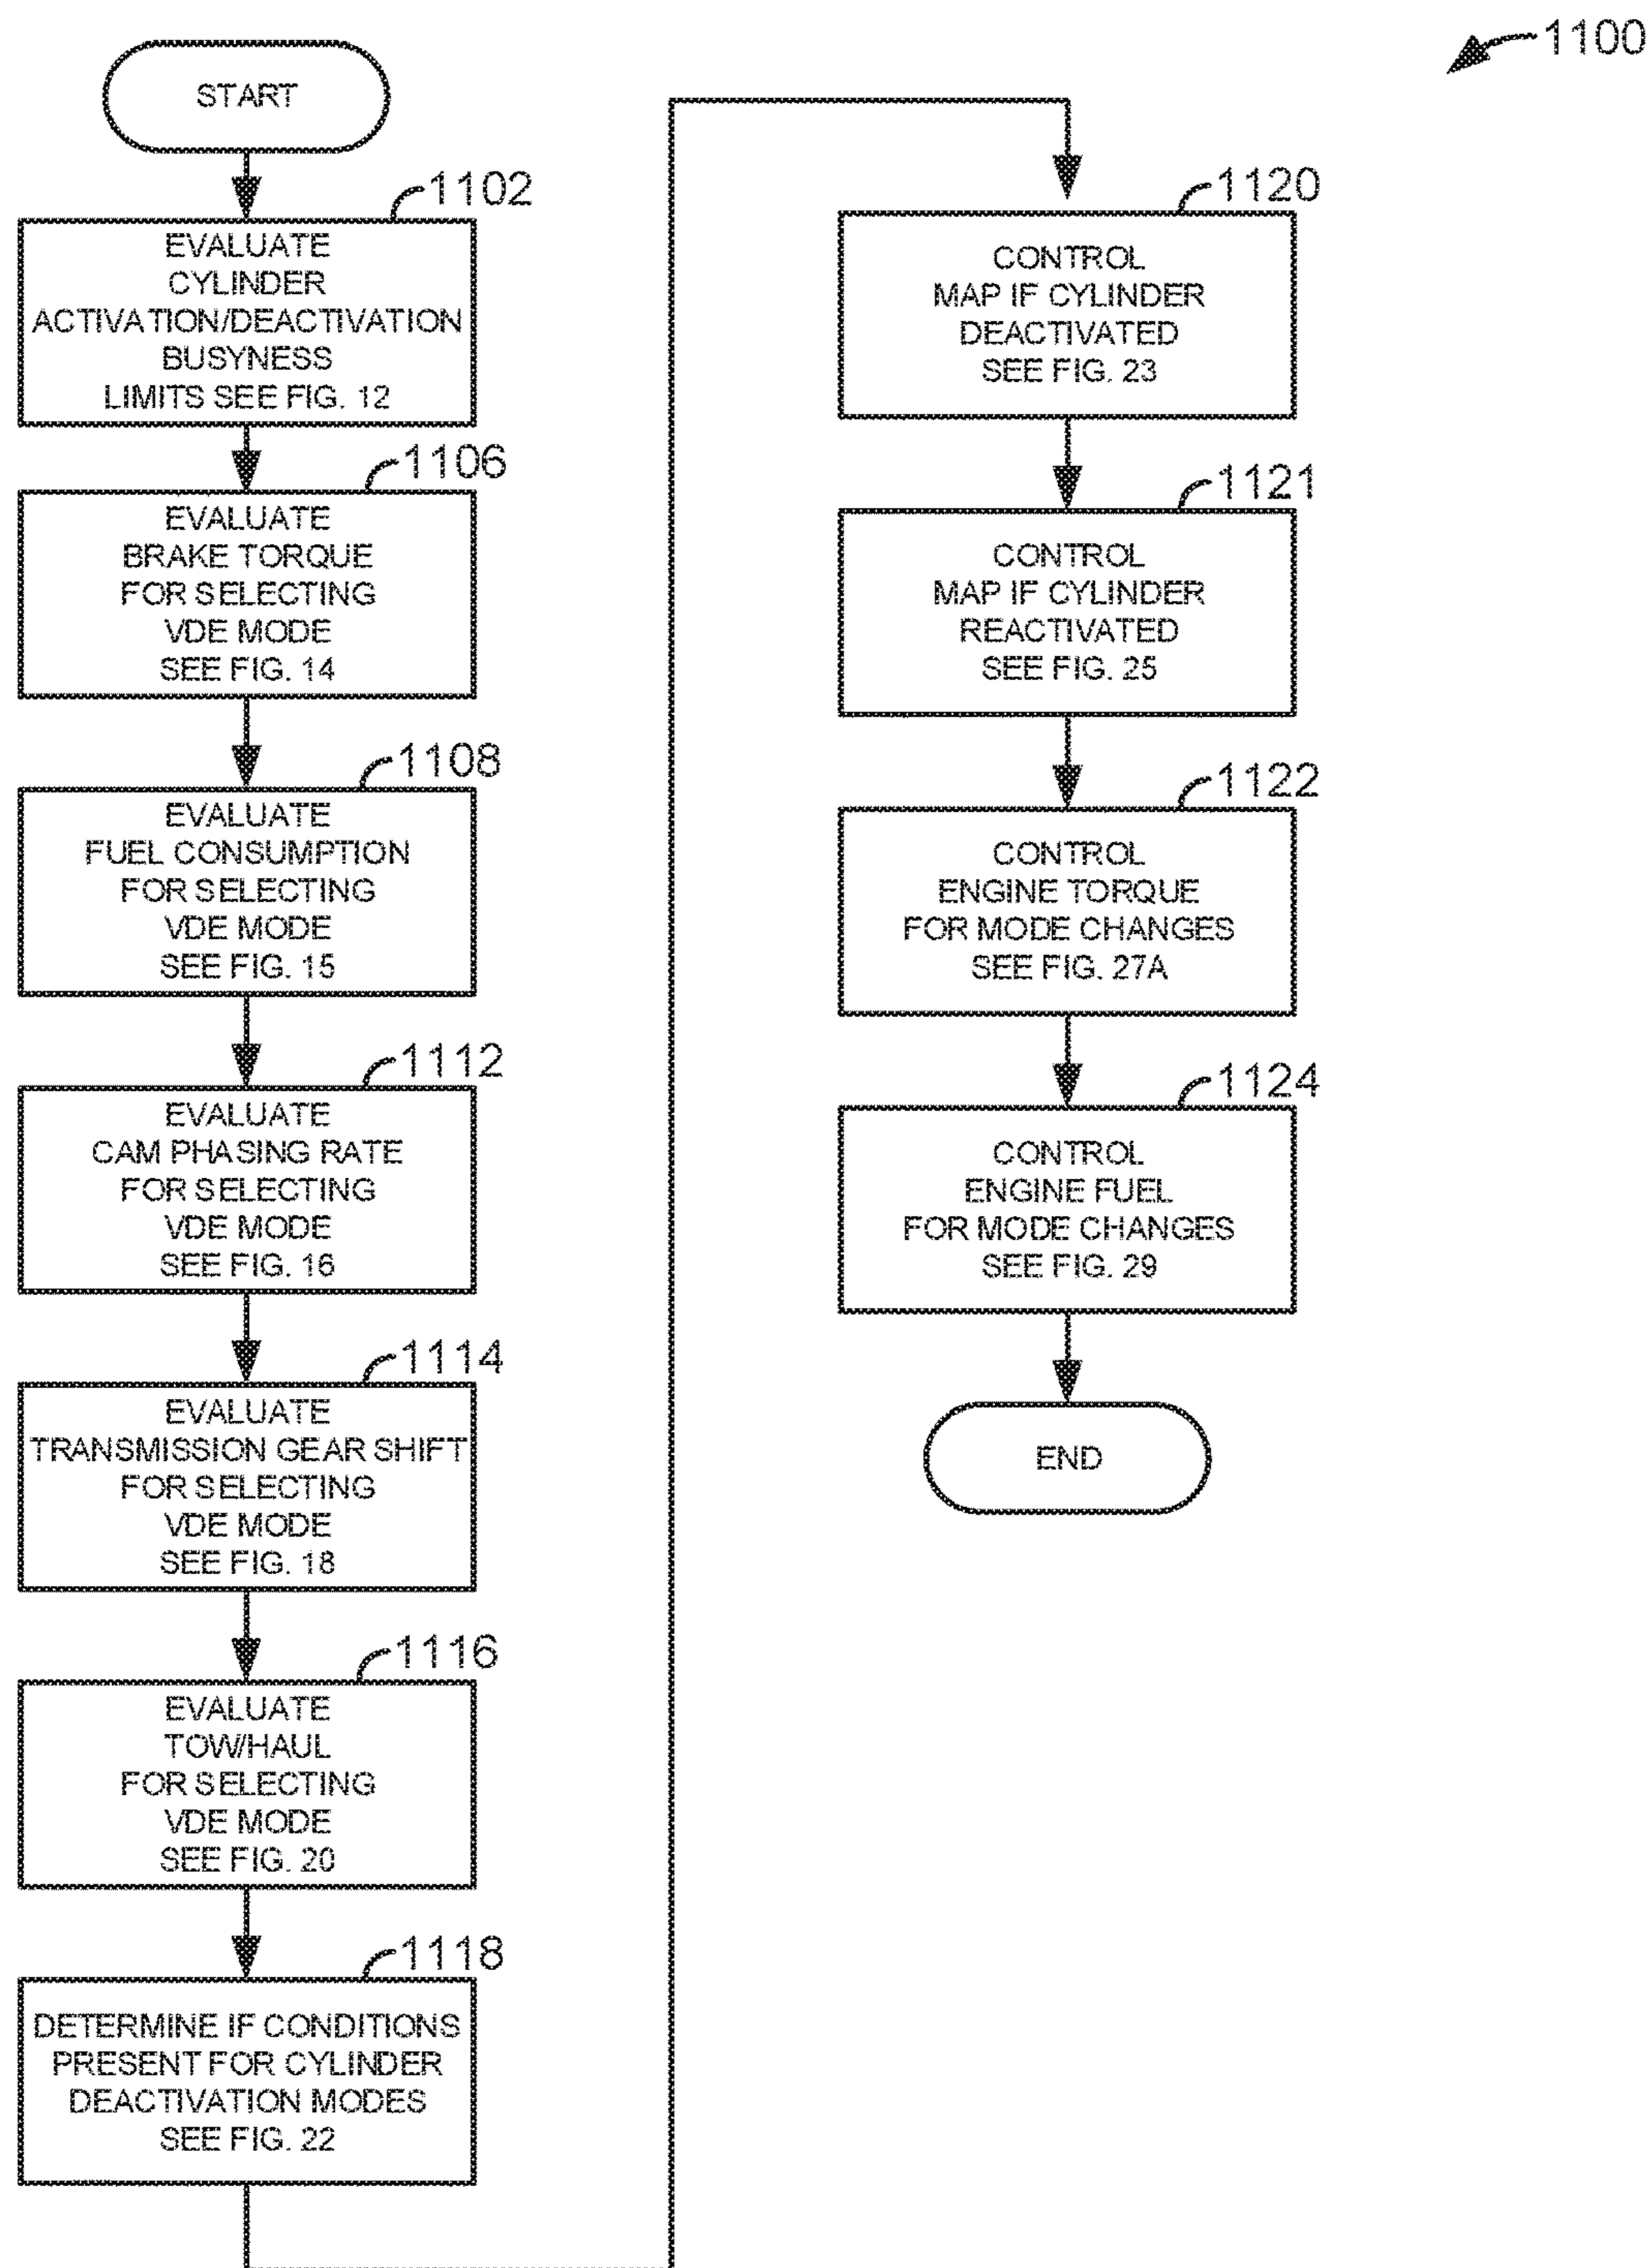 1100
START
1102
EVALUATE
CYLINDER
ACTIVATION/DEACTIVATION
BUSYNESS
LIMITS SEE FIG. 12
1106
EVALUATE
BRAKE TORQUE
FOR SELECTING
VDE MODE
SEE FIG. 14
1108
EVALUATE
FUEL CONSUMPTION
FOR SELECTING
VDE MODE
SEE FIG. 15
1112
EVALUATE
CAM PHASING RATE
FOR SELECTING
VDE MODE
SEE FIG. 16
1114
EVALUATE
TRANSMISSION GEAR SHIFT
FOR SELECTING
VDE MODE
SEE FIG. 18
1116
EVALUATE
TOW/HAUL
FOR SELECTING
VDE MODE
SEE FIG. 20
1118
DETERMINE IF CONDITIONS
PRESENT FOR CYLINDER
DEACTIVATION MODES
SEE FIG. 22
1120
CONTROL
MAP IF CYLINDER
DEACTIVATED
SEE FIG. 23
1121
CONTROL
MAP IF CYLINDER
REACTIVATED
SEE FIG. 25
1122
CONTROL
ENGINE TORQUE
FOR MODE CHANGES
SEE FIG. 27A
1124
CONTROL
ENGINE FUEL
FOR MODE CHANGES
SEE FIG. 29
END